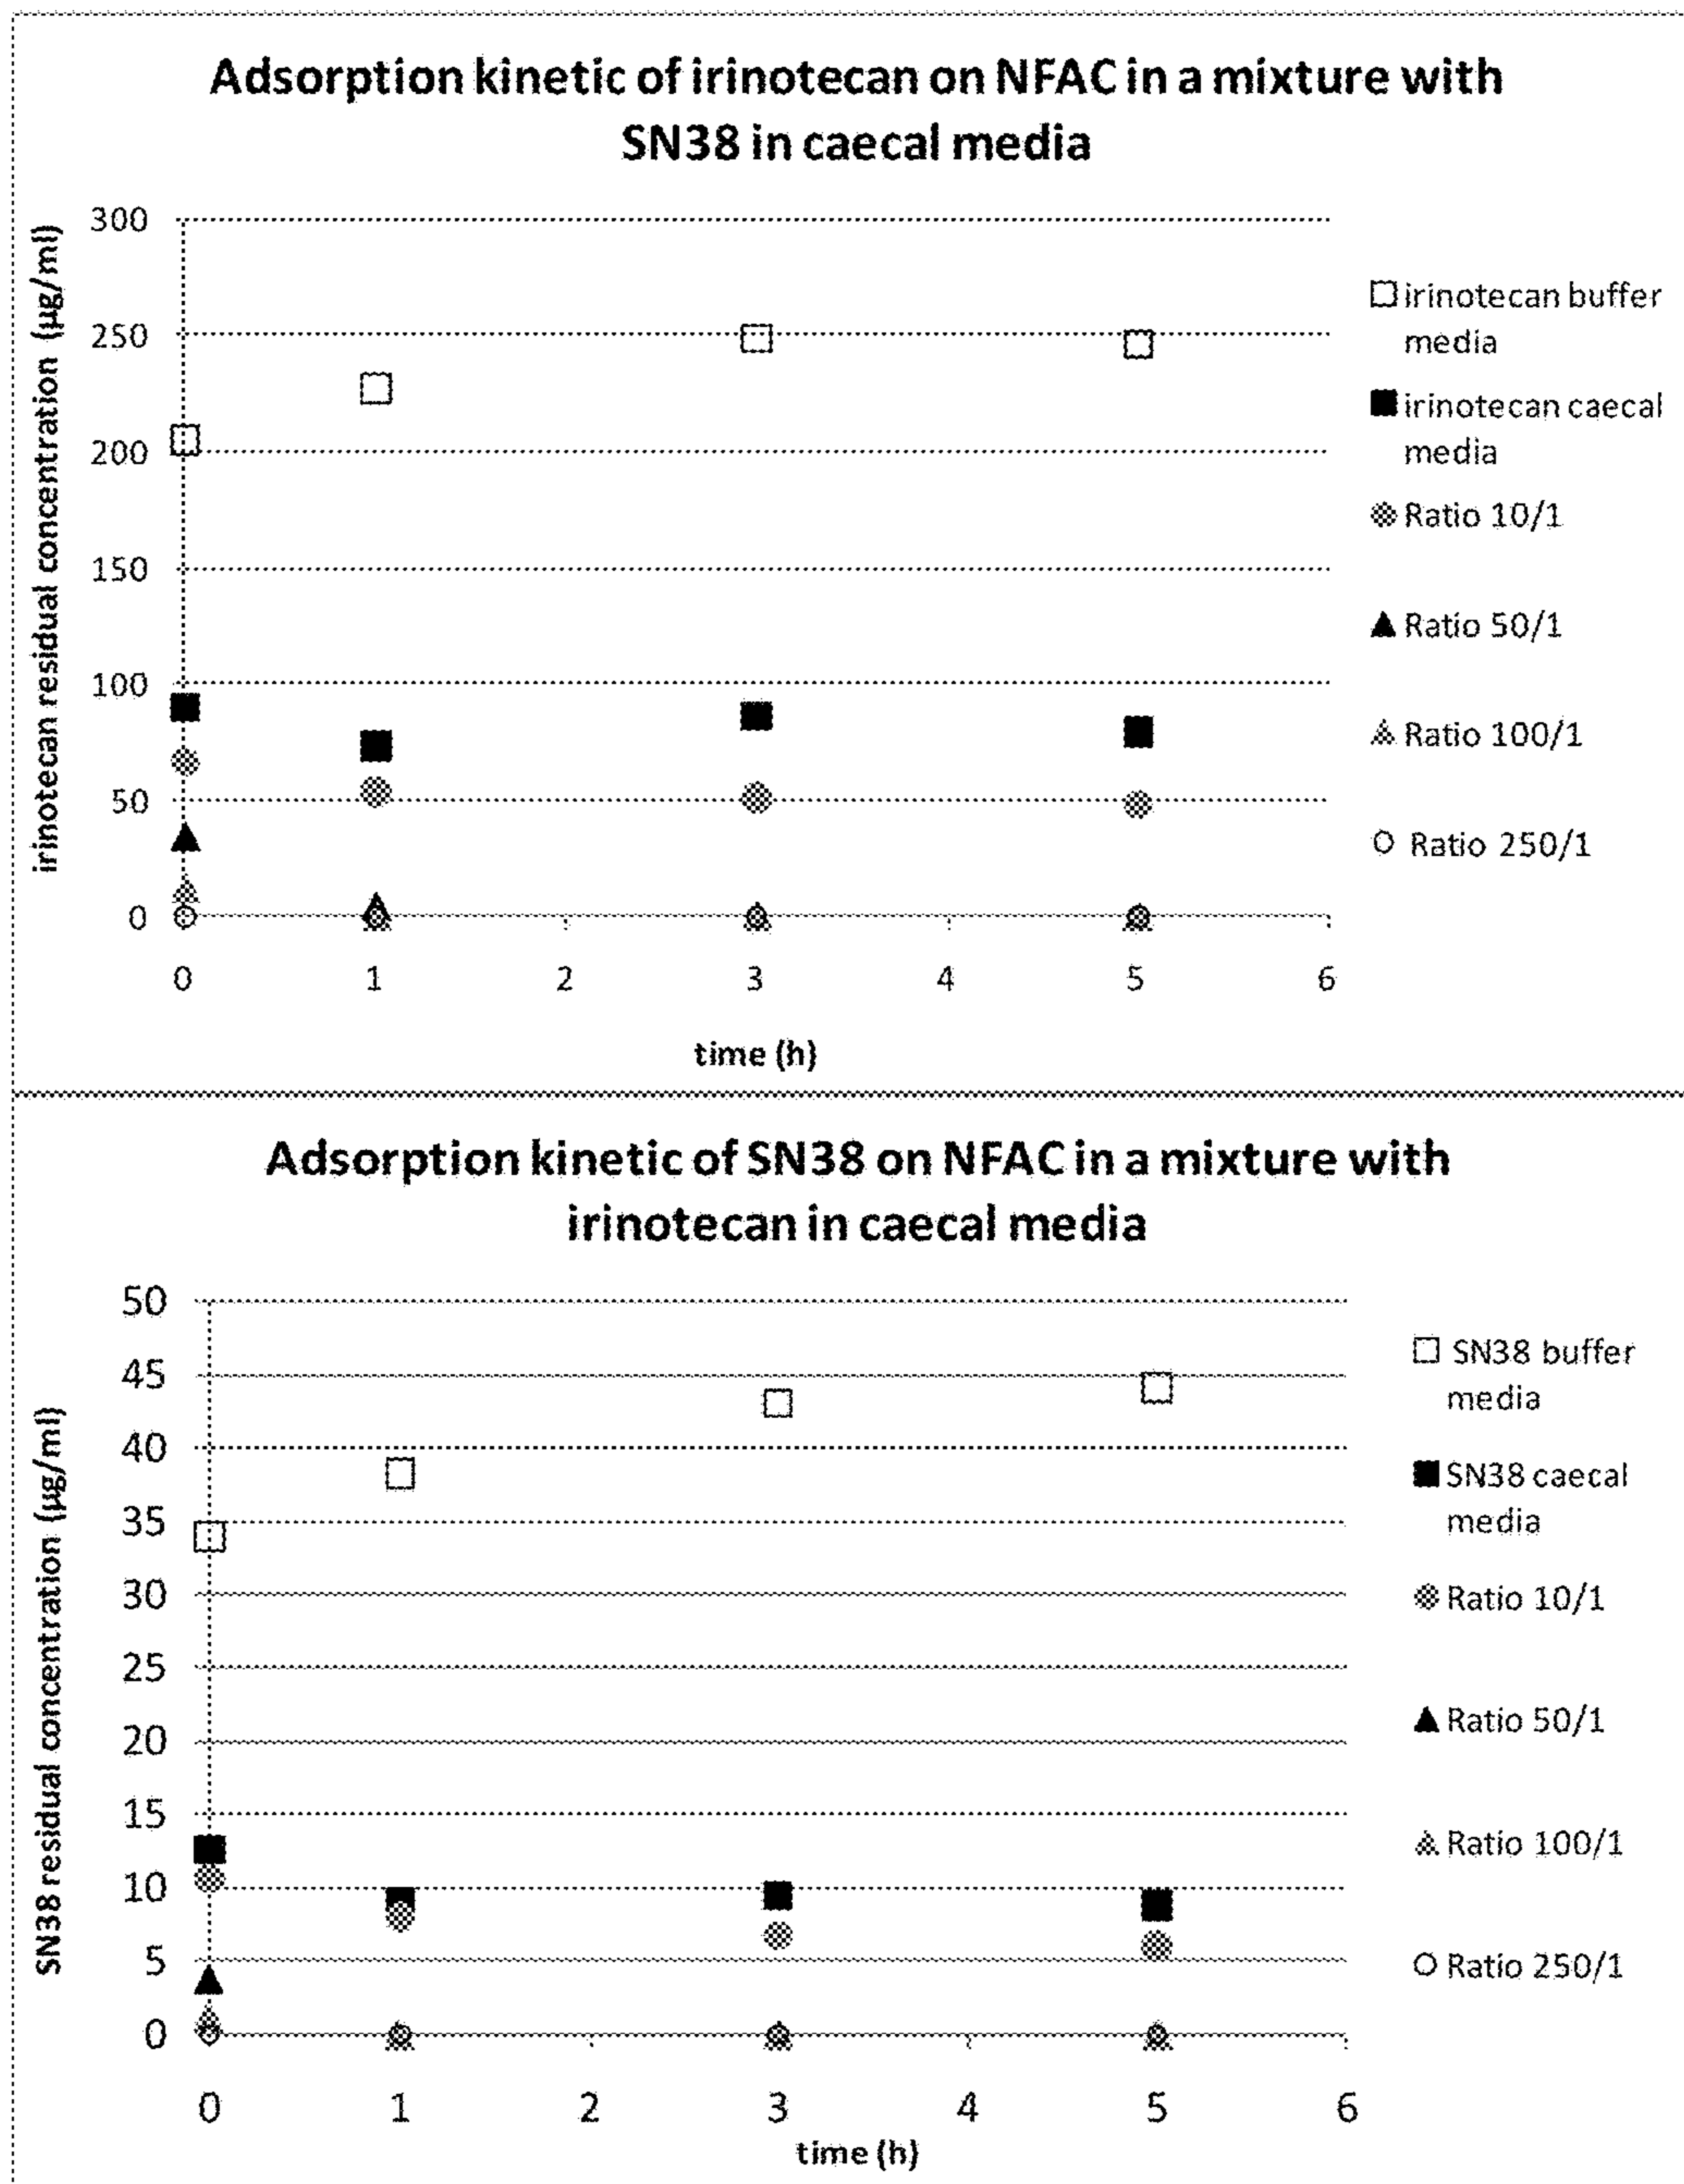 Adsorption kinetic of irinotecan on NFAC in a mixture with
SN38 in caecal media
irinotecan residual concentration (µg/ml)
300
250
200
150
100
50
0
0 1 2 3 4 5 6
time (h)
irinotecan buffer
media
irinotecan caecal
media
Ratio 10/1
Ratio 50/1
Ratio 100/1
Ratio 250/1
Adsorption kinetic of SN38 on NFAC in a mixture with
irinotecan in caecal media
SN38 residual concentration (µg/ml)
50
45
40
35
30
25
20
15
10
5
0
0 1 2 3 4 5 6
time (h)
SN38 buffer
media
SN38 caecal
media
Ratio 10/1
Ratio 50/1
Ratio 100/1
Ratio 250/1